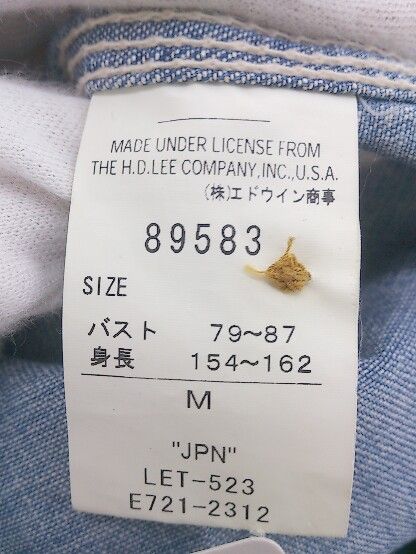 MADE UNDER LICENSE FROM
THE H.D. LEE COMPANY, INC., U.S.A.
(株)エドウイン商事
89583
SIZE
バスト 79~87
身長 154~162
M
"JPN"
LET-523
E721-2312